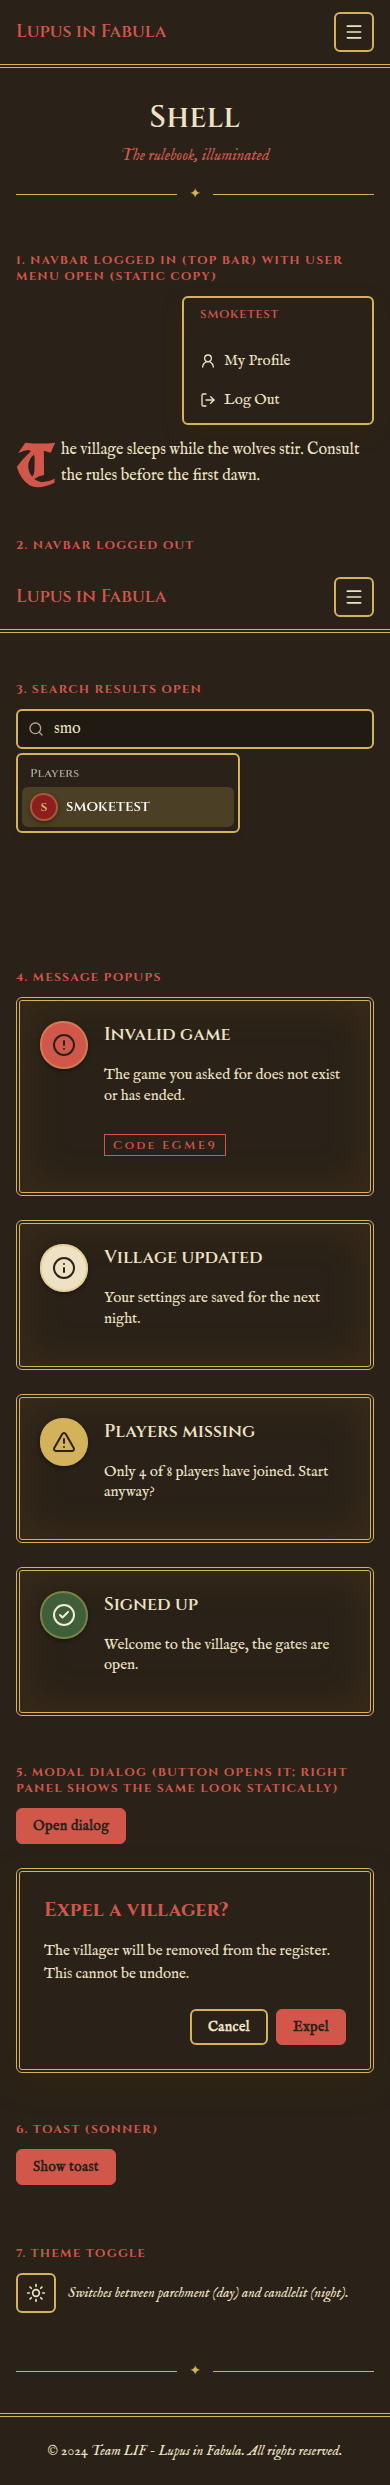 Lupus in Fabula
Shell
The rulebook, illuminated
1. Navbar logged in (top bar) with user
menu open (static copy)
smoketest
My Profile
Log Out
The village sleeps while the wolves stir. Consult
the rules before the first dawn.
2. Navbar logged out
Lupus in Fabula
3. Search results open
smo
Players
S smoketest
4. Message popups
Invalid game
The game you asked for does not exist
or has ended.
Code EGME9
Village updated
Your settings are saved for the next
night.
Players missing
Only 4 of 8 players have joined. Start
anyway?
Signed up
Welcome to the village, the gates are
open.
5. Modal dialog (button opens it; right
panel shows the same look statically)
Open dialog
Expel a villager?
The villager will be removed from the register.
This cannot be undone.
Cancel Expel
6. Toast (sonner)
Show toast
7. Theme toggle
Switches between parchment (day) and candlelit (night).
© 2024 Team LIF - Lupus in Fabula. All rights reserved.